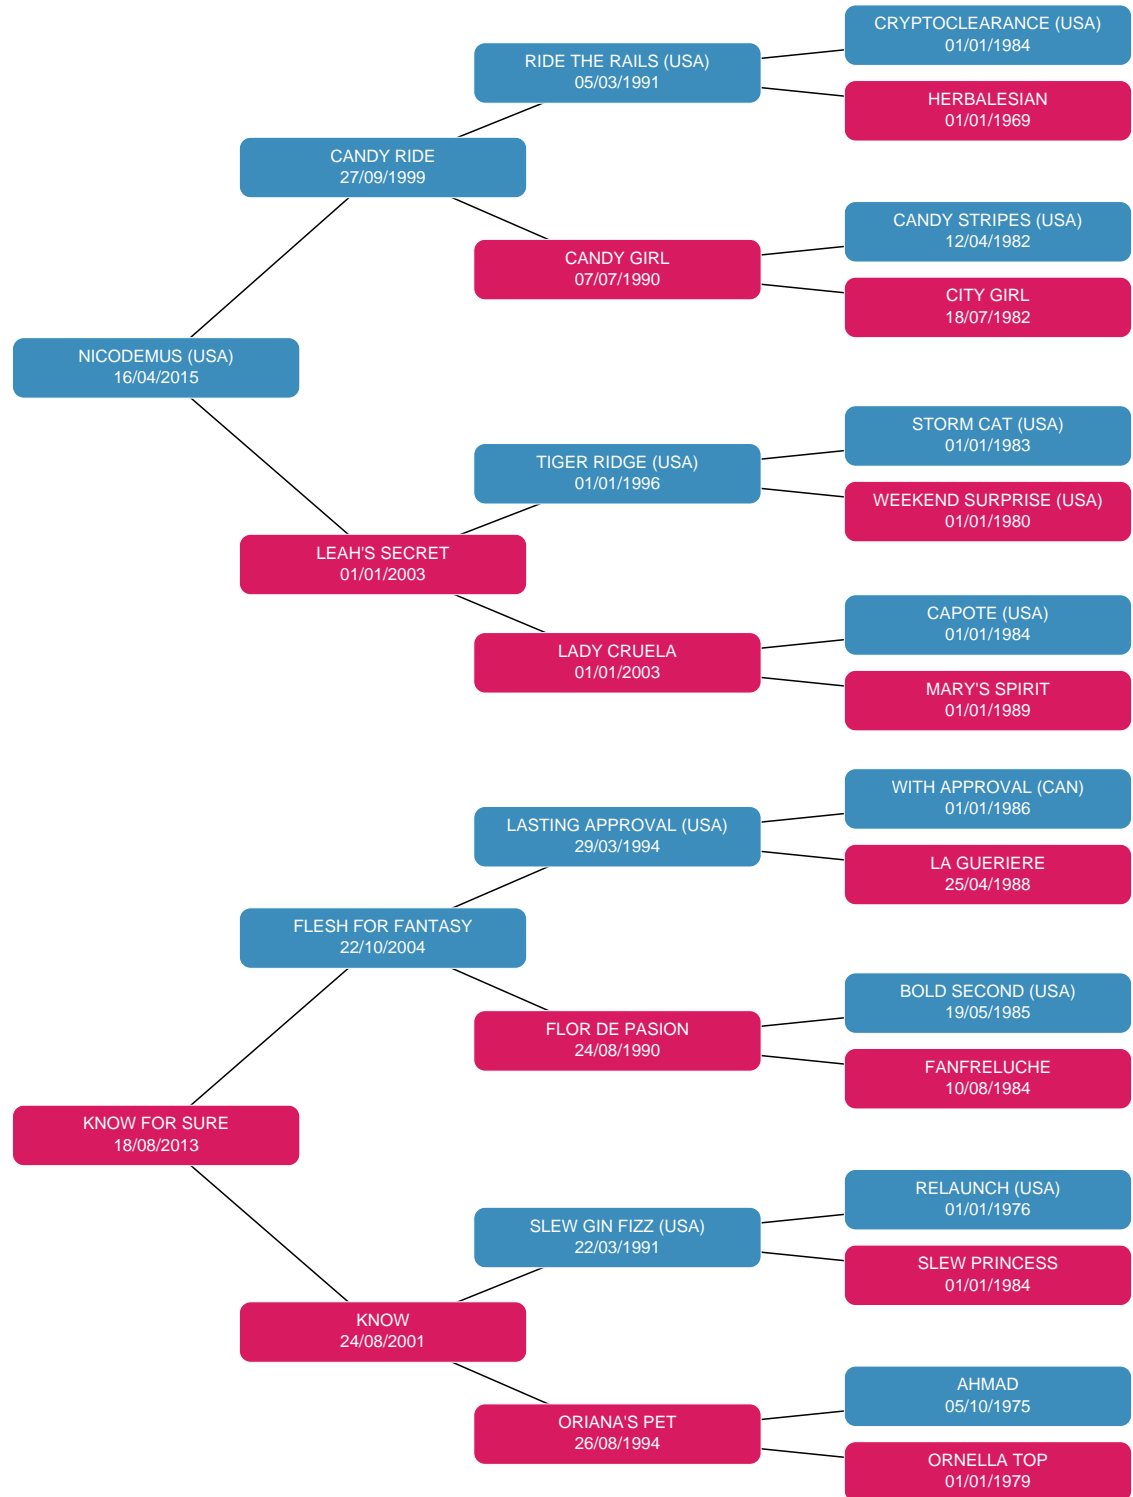 CRYPTOCLEARANCE (USA)
01/01/1984
RIDE THE RAILS (USA)
05/03/1991
HERBALESIAN
01/01/1969
CANDY RIDE
27/09/1999
CANDY STRIPES (USA)
12/04/1982
CANDY GIRL
07/07/1990
CITY GIRL
18/07/1982
NICODEMUS (USA)
16/04/2015
STORM CAT (USA)
01/01/1983
TIGER RIDGE (USA)
01/01/1996
WEEKEND SURPRISE (USA)
01/01/1980
LEAH'S SECRET
01/01/2003
CAPOTE (USA)
01/01/1984
LADY CRUELA
01/01/2003
MARY'S SPIRIT
01/01/1989
WITH APPROVAL (CAN)
01/01/1986
LASTING APPROVAL (USA)
29/03/1994
LA GUERIERE
25/04/1988
FLESH FOR FANTASY
22/10/2004
BOLD SECOND (USA)
19/05/1985
FLOR DE PASION
24/08/1990
FANFRELUCHE
10/08/1984
KNOW FOR SURE
18/08/2013
RELAUNCH (USA)
01/01/1976
SLEW GIN FIZZ (USA)
22/03/1991
SLEW PRINCESS
01/01/1984
KNOW
24/08/2001
AHMAD
05/10/1975
ORIANA'S PET
26/08/1994
ORNELLA TOP
01/01/1979